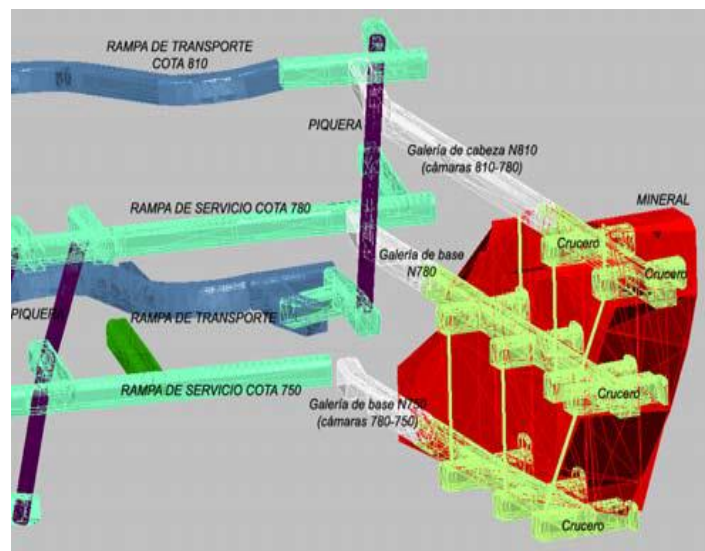 RAMPA DE TRANSPORTE
COTA 810
PIQUERA
Galería de cabeza N810
(cámaras 810-780)
MINERAL
RAMPA DE SERVICIO COTA 780
Crucero
Crucero
Galería de base
N780
PIQUERA
RAMPA DE TRANSPORTE
RAMPA DE SERVICIO COTA 750
Crucero
Galería de base N750
(cámaras 780-750)
Crucero